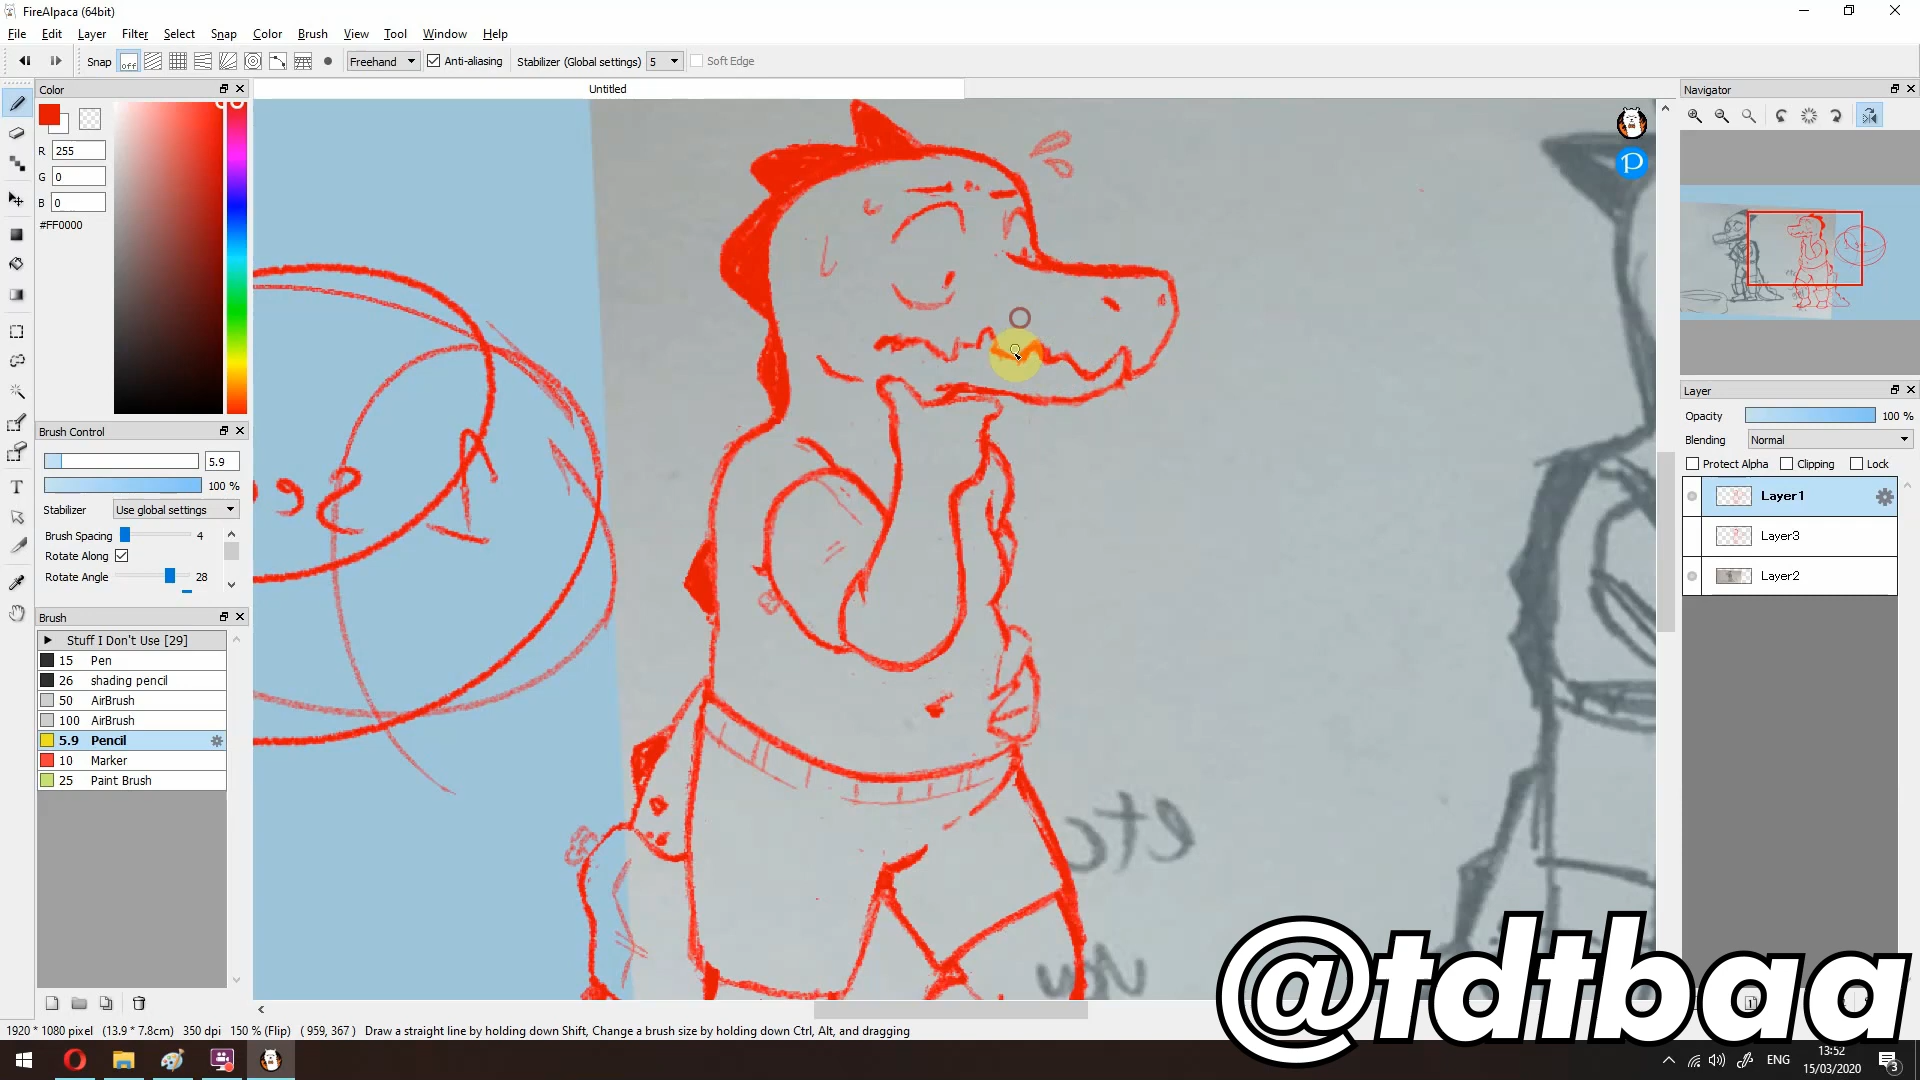 FireAlpaca (64bit)
File Edit Layer Filter Select Snap Color Brush View Tool Window Help
Snap off Freehand Anti-aliasing Stabilizer (Global settings) 5 Soft Edge
Color
Untitled
Navigator
R 255
G 0
B 0
#FF0000
P
Layer
Opacity 100 %
Blending Normal
Protect Alpha Clipping Lock
Layer1
Layer3
Layer2
Brush Control
5.9
100 %
Stabilizer Use global settings
Brush Spacing 4
Rotate Along
Rotate Angle 28
Brush
Stuff I Don't Use [29]
15 Pen
26 shading pencil
50 AirBrush
100 AirBrush
5.9 Pencil
10 Marker
25 Paint Brush
etc
you
@tdtbaa
1920 * 1080 pixel (13.9 * 7.8cm) 350 dpi 150 % (Flip) ( 959, 367 ) Draw a straight line by holding down Shift, Change a brush size by holding down Ctrl, Alt, and dragging
ENG
13:52
15/03/2020
3